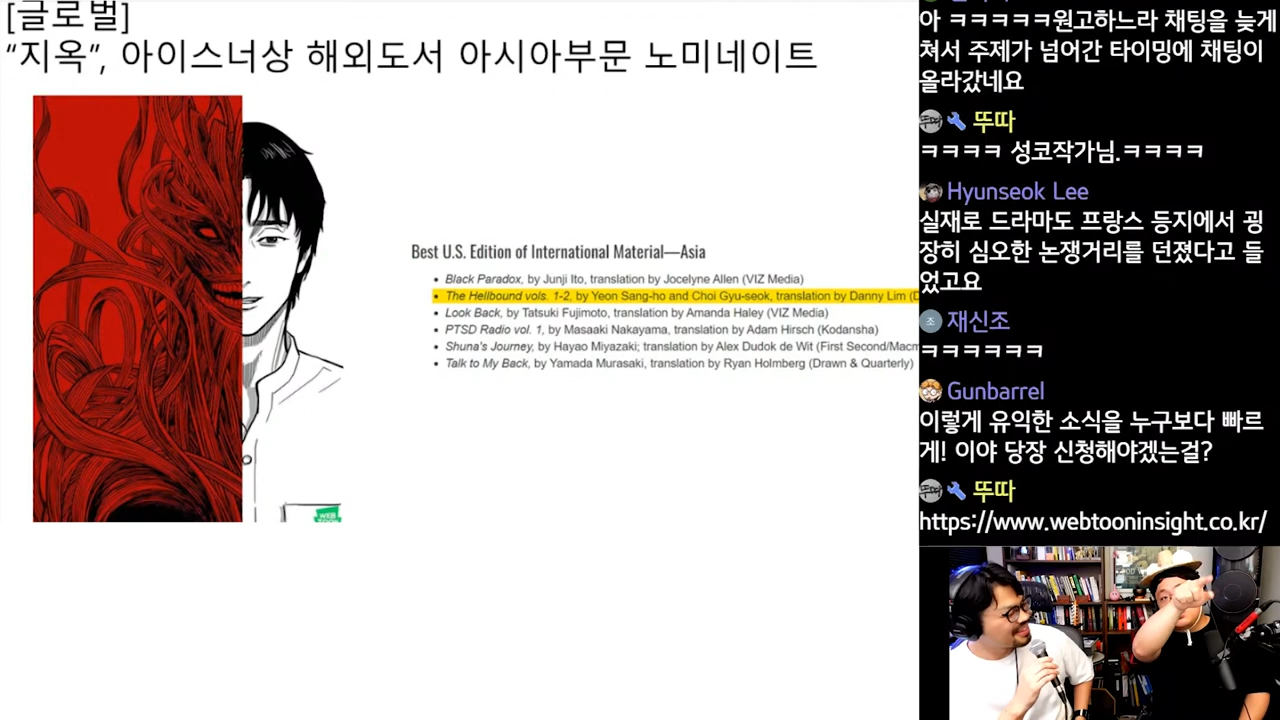 [글로벌]
“지옥”, 아이스너상 해외도서 아시아부문 노미네이트
Best U.S. Edition of International Material—Asia
• Black Paradox, by Junji Ito, translation by Jocelyne Allen (VIZ Media)
• The Hellbound vols. 1-2, by Yeon Sang-ho and Choi Gyu-seok, translation by Danny Lim (D
• Look Back, by Tatsuki Fujimoto, translation by Amanda Haley (VIZ Media)
• PTSD Radio vol. 1, by Masaaki Nakayama, translation by Adam Hirsch (Kodansha)
• Shuna's Journey, by Hayao Miyazaki; translation by Alex Dudok de Wit (First Second/Macm
• Talk to My Back, by Yamada Murasaki, translation by Ryan Holmberg (Drawn & Quarterly)
WEB
아 ㅋㅋㅋㅋㅋ원고하느라 채팅을 늦게
쳐서 주제가 넘어간 타이밍에 채팅이
올라갔네요
뚜따
ㅋㅋㅋㅋ 성코작가님.ㅋㅋㅋㅋ
Hyunseok Lee
실재로 드라마도 프랑스 등지에서 굉
장히 심오한 논쟁거리를 던졌다고 들
었고요
조 재신조
ㅋㅋㅋㅋㅋㅋ
Gunbarrel
이렇게 유익한 소식을 누구보다 빠르
게! 이야 당장 신청해야겠는걸?
뚜따
https://www.webtooninsight.co.kr/